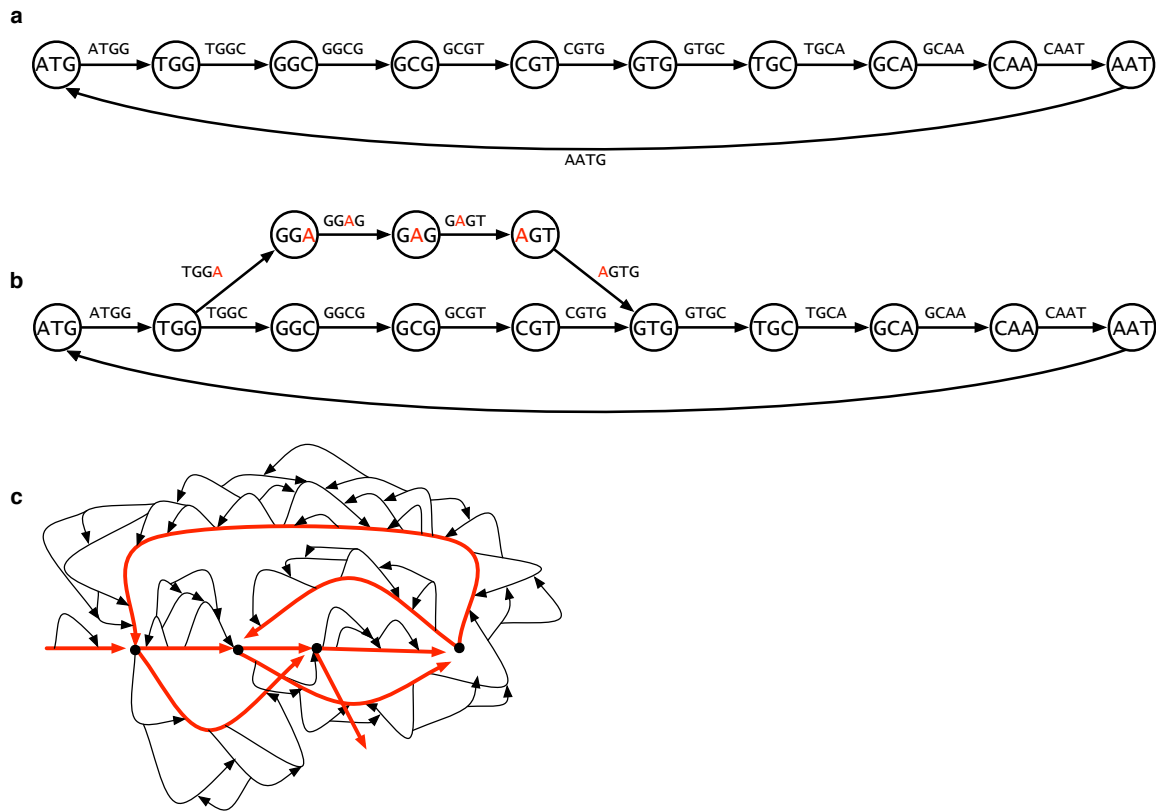 a
ATGG TGGC GGCG GCGT CGTG GTGC TGCA GCAA CAAT
ATG TGG GGC GCG CGT GTG TGC GCA CAA AAT
AATG
GGAG GAGT
GGA GAG AGT
TGGA AGTG
b
ATGG TGGC GGCG GCGT CGTG GTGC TGCA GCAA CAAT
ATG TGG GGC GCG CGT GTG TGC GCA CAA AAT
c